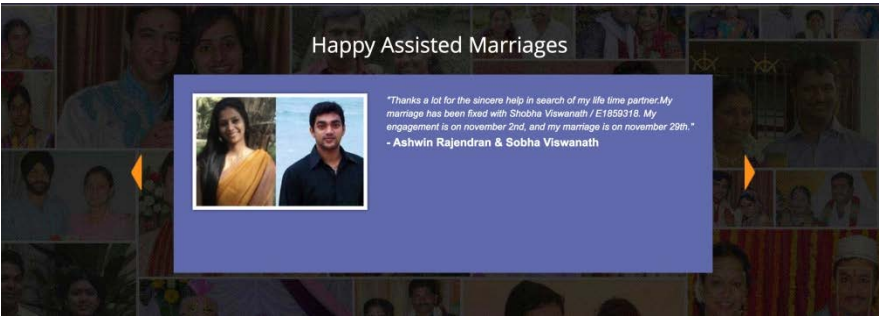 Happy Assisted Marriages
"Thanks a lot for the sincere help in search of my life time partner.My
marriage has been fixed with Shobha Viswanath / E1859318. My
engagement is on november 2nd, and my marriage is on november 29th."
- Ashwin Rajendran & Sobha Viswanath